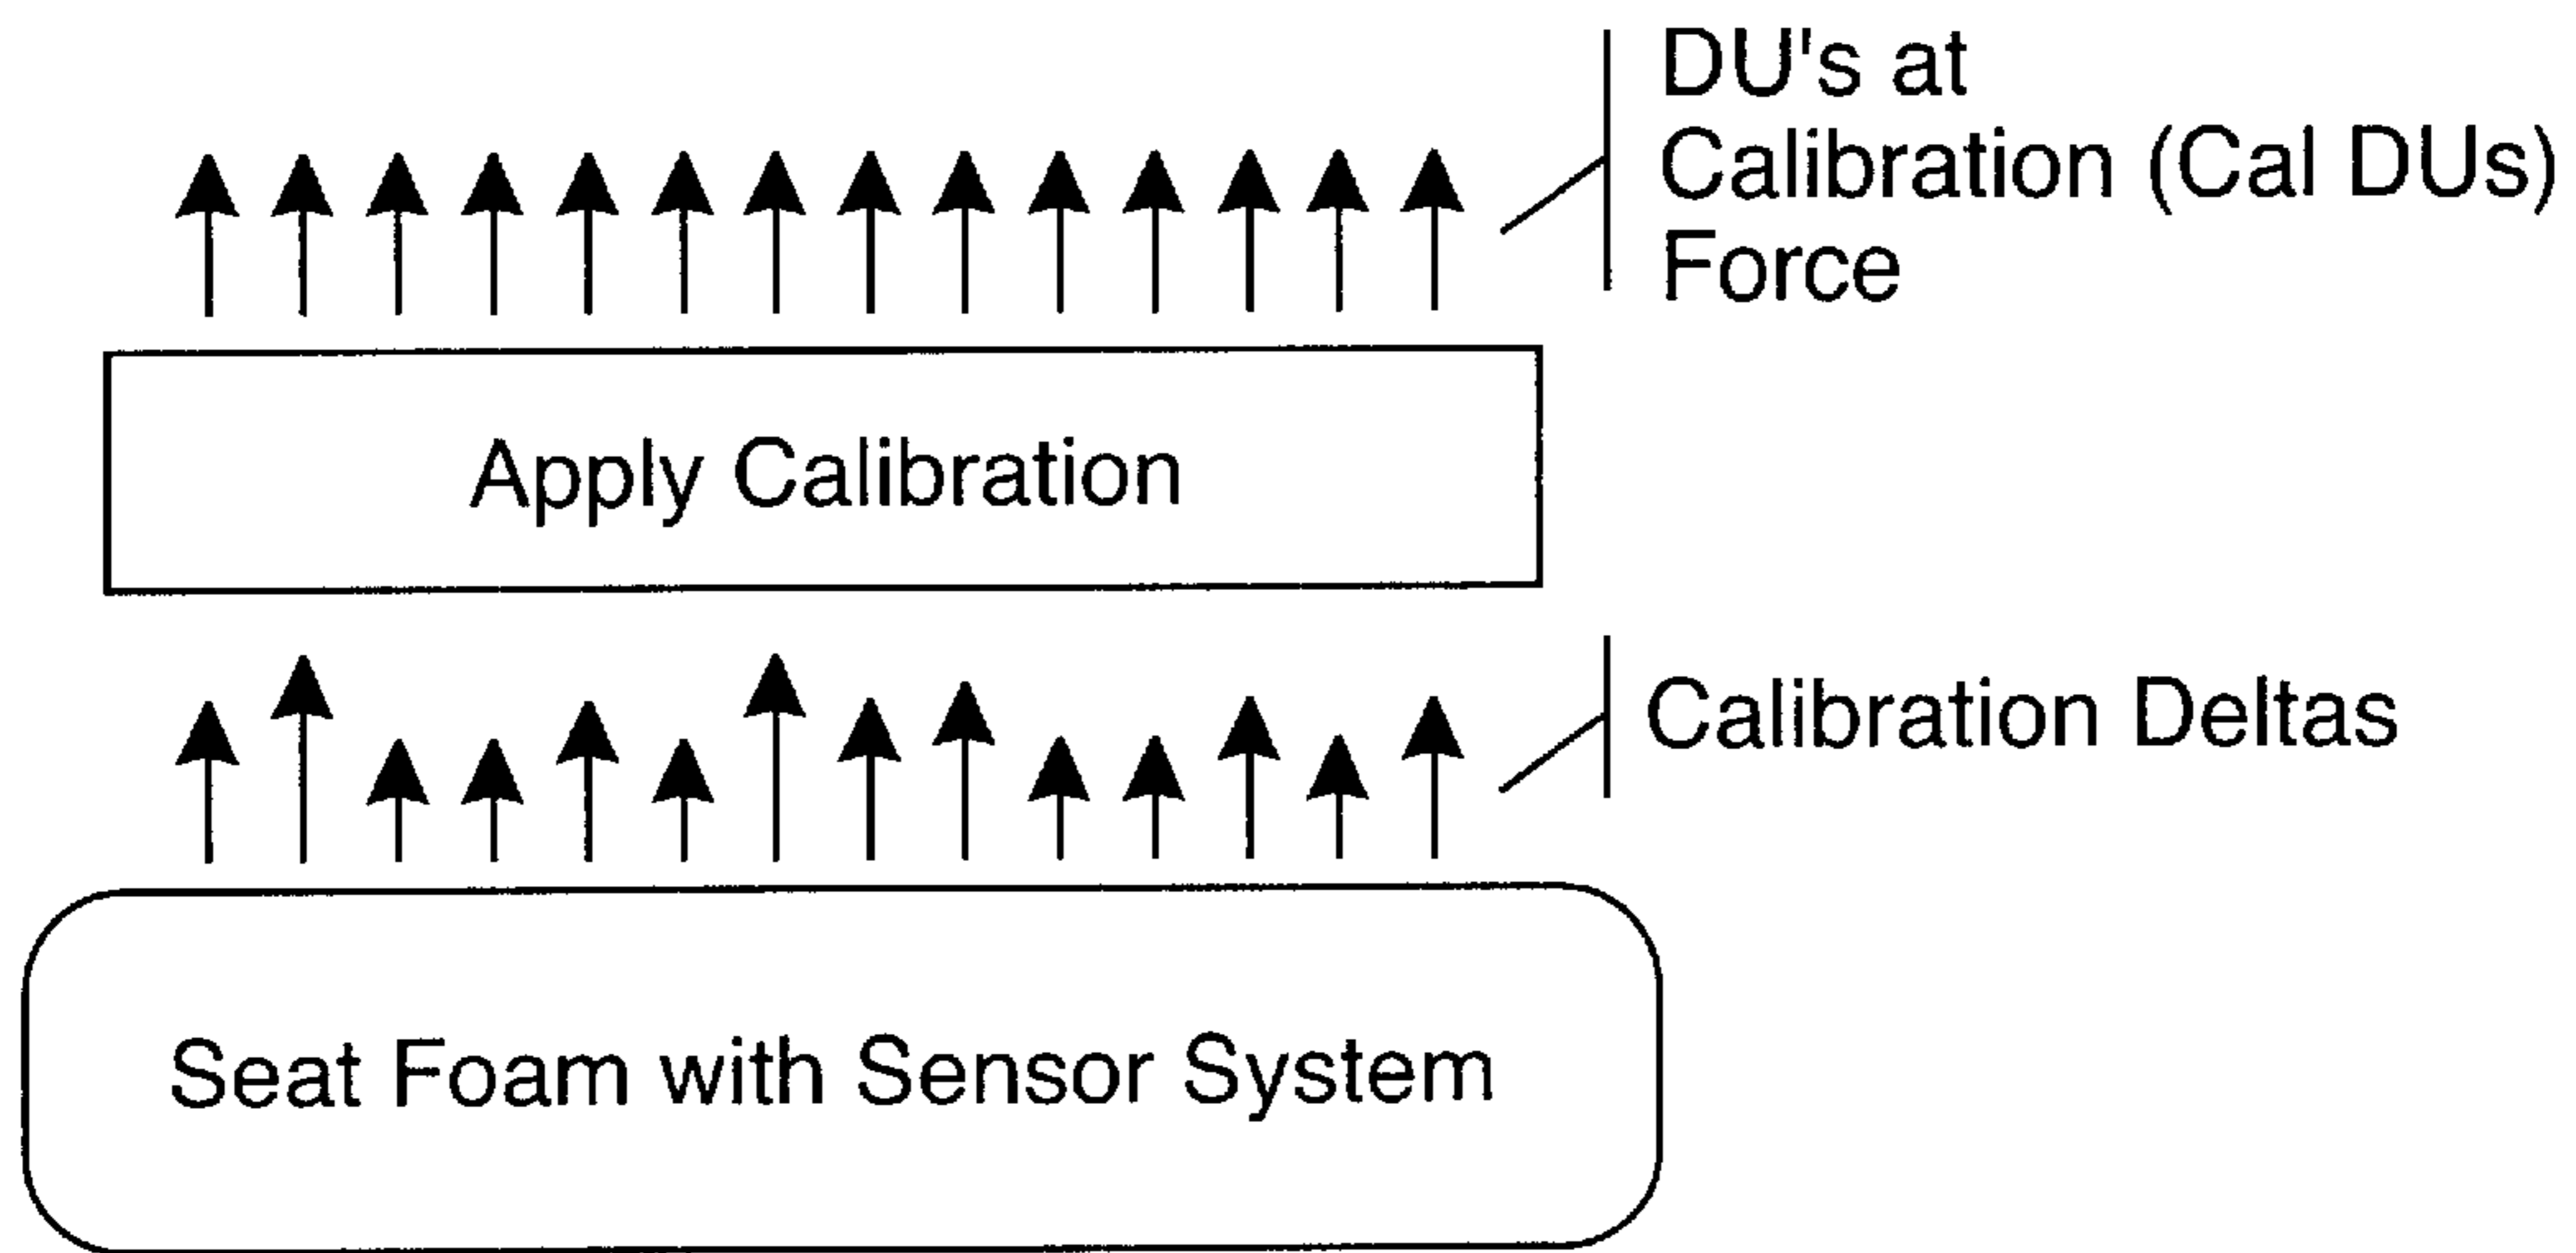 DU's at
Calibration (Cal DUs)
Force
Apply Calibration
Calibration Deltas
Seat Foam with Sensor System